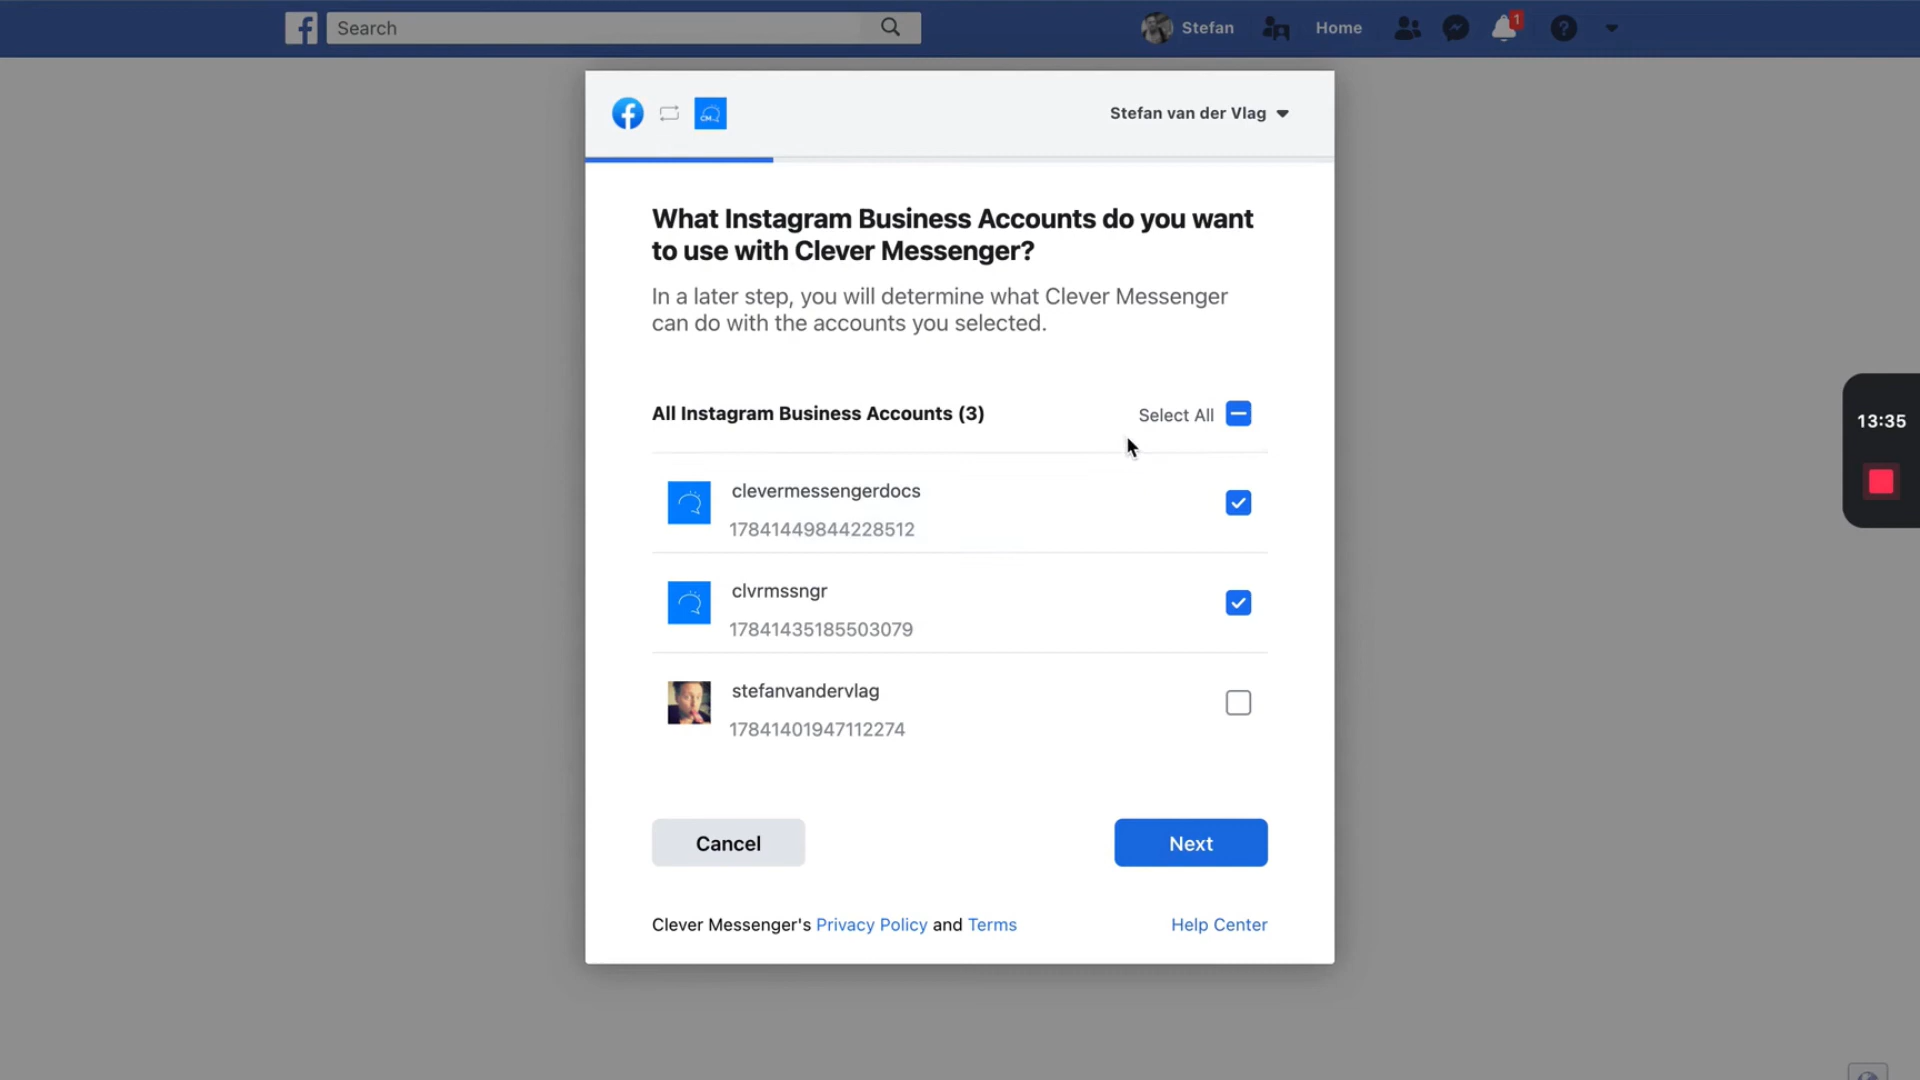 Search
Stefan
Home
1
?
CM
Stefan van der Vlag
What Instagram Business Accounts do you want
to use with Clever Messenger?
In a later step, you will determine what Clever Messenger
can do with the accounts you selected.
All Instagram Business Accounts (3)
Select All
13:35
clevermessengerdocs
17841449844228512
clvrmssngr
17841435185503079
stefanvandervlag
17841401947112274
Cancel
Next
Clever Messenger's Privacy Policy and Terms
Help Center